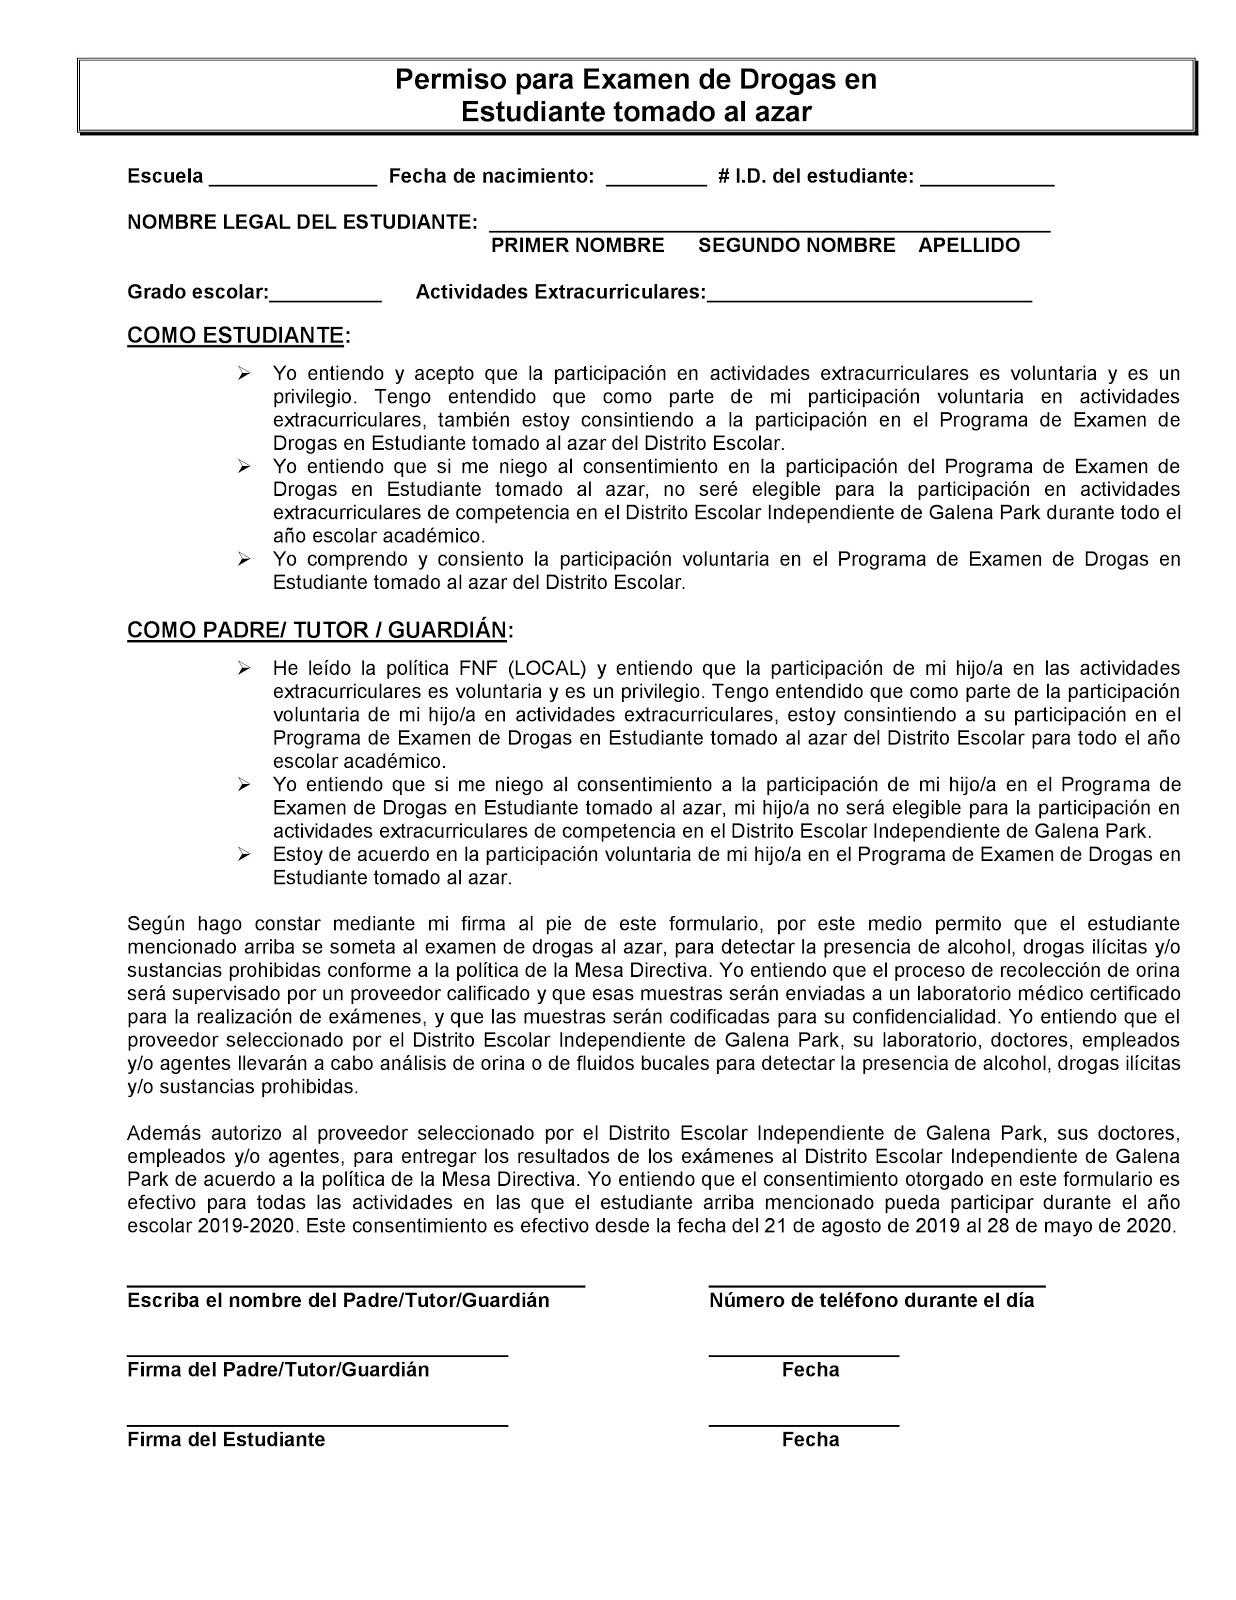 Permiso para Examen de Drogas en
Estudiante tomado al azar
Escuela _______________ Fecha de nacimiento: _________ # I.D. del estudiante: ____________
NOMBRE LEGAL DEL ESTUDIANTE: __________________________________________________
PRIMER NOMBRE SEGUNDO NOMBRE APELLIDO
Grado escolar:__________ Actividades Extracurriculares:_____________________________
COMO ESTUDIANTE:
➢ Yo entiendo y acepto que la participación en actividades extracurriculares es voluntaria y es un
privilegio. Tengo entendido que como parte de mi participación voluntaria en actividades
extracurriculares, también estoy consintiendo a la participación en el Programa de Examen de
Drogas en Estudiante tomado al azar del Distrito Escolar.
➢ Yo entiendo que si me niego al consentimiento en la participación del Programa de Examen de
Drogas en Estudiante tomado al azar, no seré elegible para la participación en actividades
extracurriculares de competencia en el Distrito Escolar Independiente de Galena Park durante todo el
año escolar académico.
➢ Yo comprendo y consiento la participación voluntaria en el Programa de Examen de Drogas en
Estudiante tomado al azar del Distrito Escolar.
COMO PADRE/ TUTOR / GUARDIÁN:
➢ He leído la política FNF (LOCAL) y entiendo que la participación de mi hijo/a en las actividades
extracurriculares es voluntaria y es un privilegio. Tengo entendido que como parte de la participación
voluntaria de mi hijo/a en actividades extracurriculares, estoy consintiendo a su participación en el
Programa de Examen de Drogas en Estudiante tomado al azar del Distrito Escolar para todo el año
escolar académico.
➢ Yo entiendo que si me niego al consentimiento a la participación de mi hijo/a en el Programa de
Examen de Drogas en Estudiante tomado al azar, mi hijo/a no será elegible para la participación en
actividades extracurriculares de competencia en el Distrito Escolar Independiente de Galena Park.
➢ Estoy de acuerdo en la participación voluntaria de mi hijo/a en el Programa de Examen de Drogas en
Estudiante tomado al azar.
Según hago constar mediante mi firma al pie de este formulario, por este medio permito que el estudiante
mencionado arriba se someta al examen de drogas al azar, para detectar la presencia de alcohol, drogas ilícitas y/o
sustancias prohibidas conforme a la política de la Mesa Directiva. Yo entiendo que el proceso de recolección de orina
será supervisado por un proveedor calificado y que esas muestras serán enviadas a un laboratorio médico certificado
para la realización de exámenes, y que las muestras serán codificadas para su confidencialidad. Yo entiendo que el
proveedor seleccionado por el Distrito Escolar Independiente de Galena Park, su laboratorio, doctores, empleados
y/o agentes llevarán a cabo análisis de orina o de fluidos bucales para detectar la presencia de alcohol, drogas ilícitas
y/o sustancias prohibidas.
Además autorizo al proveedor seleccionado por el Distrito Escolar Independiente de Galena Park, sus doctores,
empleados y/o agentes, para entregar los resultados de los exámenes al Distrito Escolar Independiente de Galena
Park de acuerdo a la política de la Mesa Directiva. Yo entiendo que el consentimiento otorgado en este formulario es
efectivo para todas las actividades en las que el estudiante arriba mencionado pueda participar durante el año
escolar 2019-2020. Este consentimiento es efectivo desde la fecha del 21 de agosto de 2019 al 28 de mayo de 2020.
Escriba el nombre del Padre/Tutor/Guardián Número de teléfono durante el día
Firma del Padre/Tutor/Guardián Fecha
Firma del Estudiante Fecha